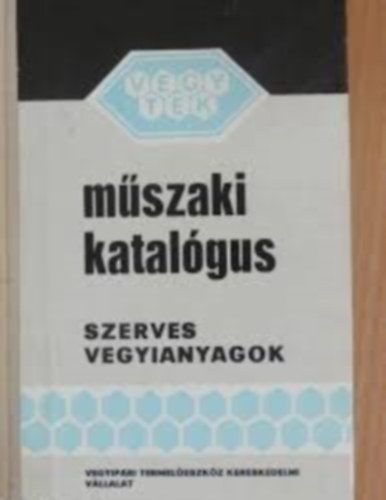 VEGY
TEK
műszaki
katalógus
SZERVES
VEGYIANYAGOK
VEGYIPARI TERMELŐESZKÖZ KERESKEDELMI
VÁLLALAT